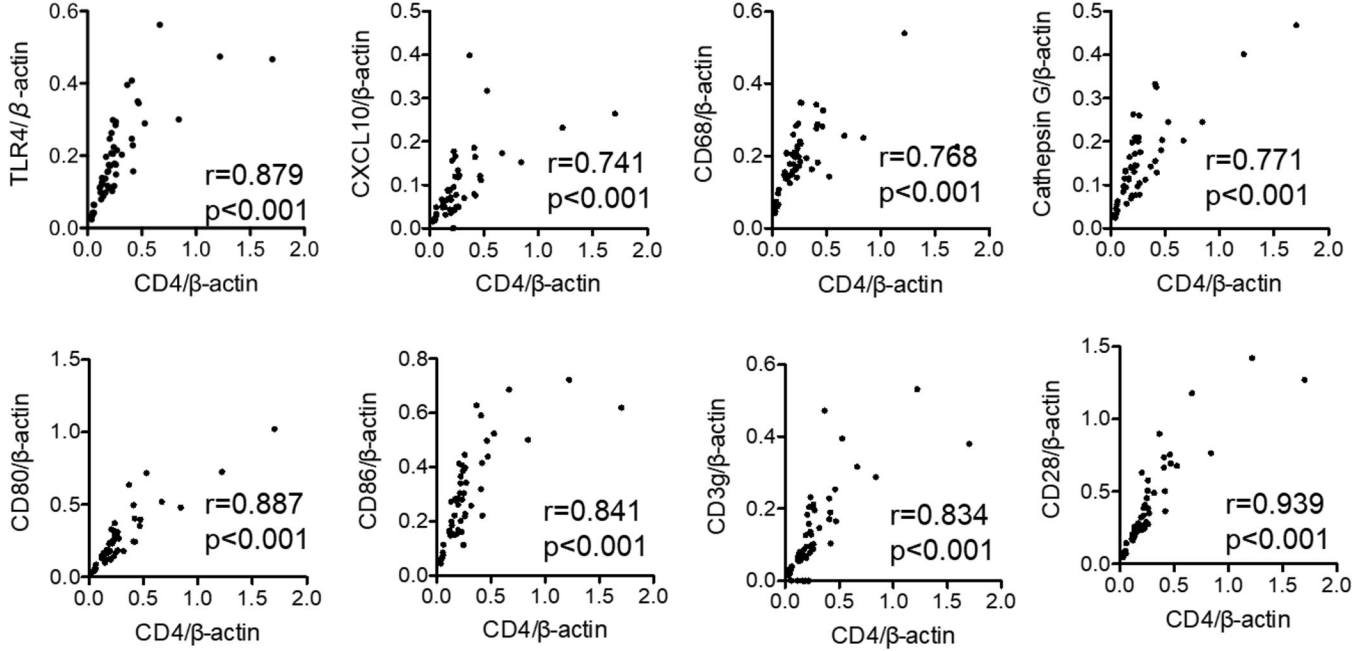 TLR4/β-actin
0.6
0.4
0.2
0.0
r=0.879
p<0.001
0.0 0.5 1.0 1.5 2.0
CD4/β-actin
CXCL10/β-actin
0.5
0.4
0.3
0.2
0.1
0.0
r=0.741
p<0.001
0.0 0.5 1.0 1.5 2.0
CD4/β-actin
CD68/β-actin
0.6
0.4
0.2
0.0
r=0.768
p<0.001
0.0 0.5 1.0 1.5 2.0
CD4/β-actin
Cathepsin G/β-actin
0.5
0.4
0.3
0.2
0.1
0.0
r=0.771
p<0.001
0.0 0.5 1.0 1.5 2.0
CD4/β-actin
CD80/β-actin
1.5
1.0
0.5
0.0
r=0.887
p<0.001
0.0 0.5 1.0 1.5 2.0
CD4/β-actin
CD86/β-actin
0.8
0.6
0.4
0.2
0.0
r=0.841
p<0.001
0.0 0.5 1.0 1.5 2.0
CD4/β-actin
CD3g/β-actin
0.6
0.4
0.2
0.0
r=0.834
p<0.001
0.0 0.5 1.0 1.5 2.0
CD4/β-actin
CD28/β-actin
1.5
1.0
0.5
0.0
r=0.939
p<0.001
0.0 0.5 1.0 1.5 2.0
CD4/β-actin